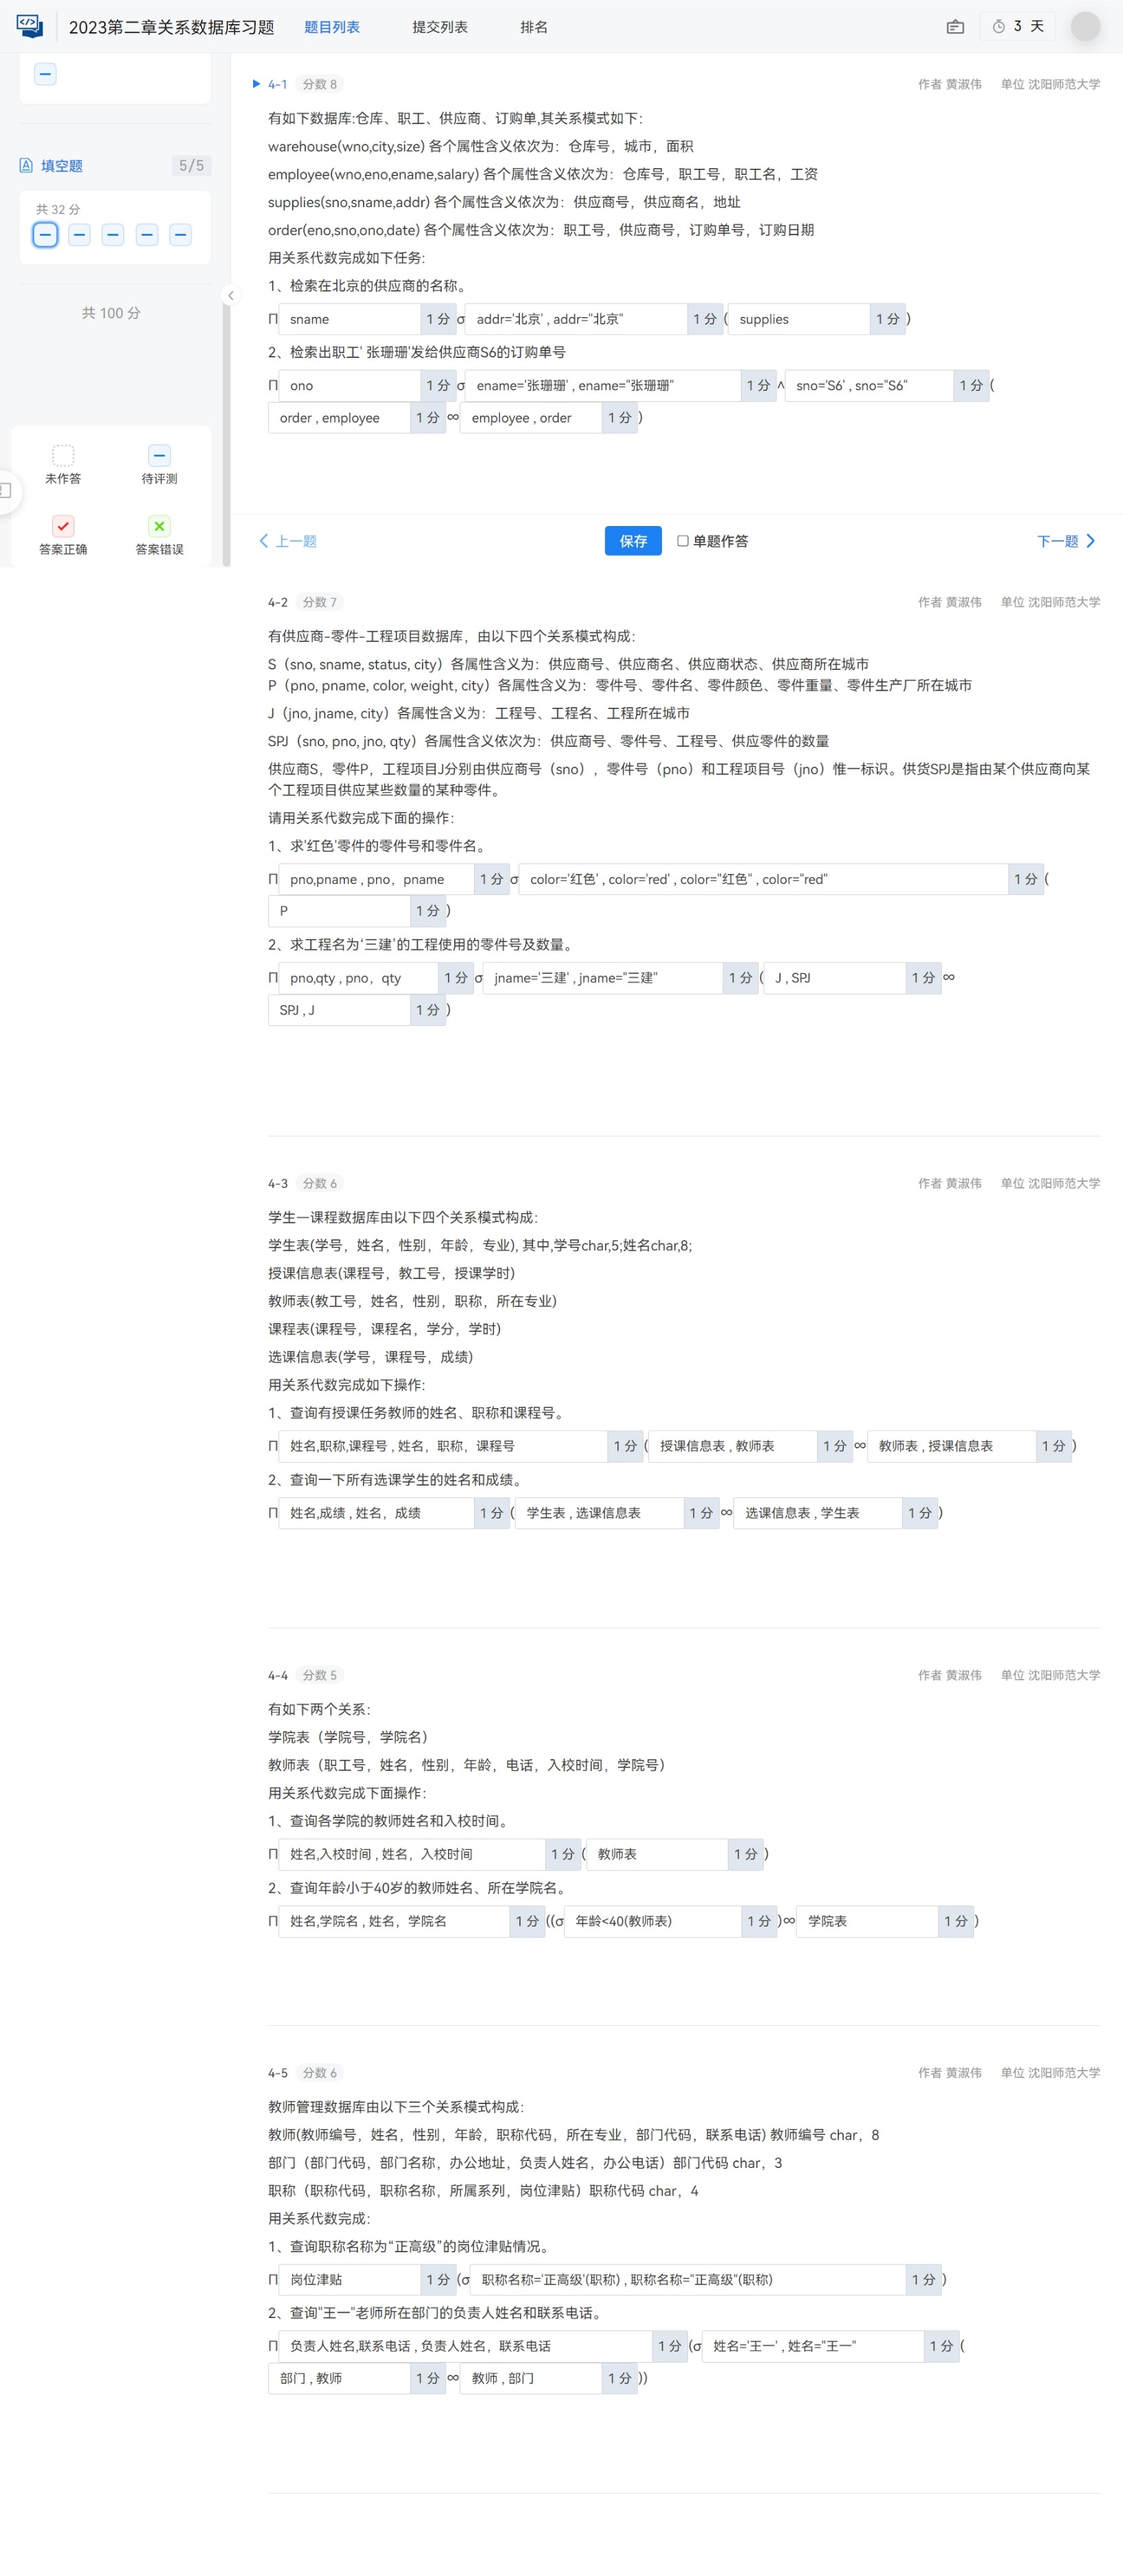 2023第二章关系数据库习题 题目列表 提交列表 排名 3 天
填空题 5/5
共 32 分
共 100 分
未作答 待评测
答案正确 答案错误
4-1 分数 8 作者 黄淑伟 单位 沈阳师范大学
有如下数据库:仓库、职工、供应商、订购单,其关系模式如下:
warehouse(wno,city,size) 各个属性含义依次为：仓库号，城市，面积
employee(wno,eno,ename,salary) 各个属性含义依次为：仓库号，职工号，职工名，工资
supplies(sno,sname,addr) 各个属性含义依次为：供应商号，供应商名，地址
order(eno,sno,ono,date) 各个属性含义依次为：职工号，供应商号，订购单号，订购日期
用关系代数完成如下任务:
1、检索在北京的供应商的名称。
Π sname 1 分 σ addr='北京' , addr="北京" 1 分 ( supplies 1 分 )
2、检索出职工' 张珊珊'发给供应商S6的订购单号
Π ono 1 分 σ ename='张珊珊' , ename="张珊珊" 1 分 ^ sno='S6' , sno="S6" 1 分 (
order , employee 1 分 ∞ employee , order 1 分 )
上一题 保存 单题作答 下一题
4-2 分数 7 作者 黄淑伟 单位 沈阳师范大学
有供应商-零件-工程项目数据库，由以下四个关系模式构成：
S（sno, sname, status, city）各属性含义为：供应商号、供应商名、供应商状态、供应商所在城市
P（pno, pname, color, weight, city）各属性含义为：零件号、零件名、零件颜色、零件重量、零件生产厂所在城市
J（jno, jname, city）各属性含义为：工程号、工程名、工程所在城市
SPJ（sno, pno, jno, qty）各属性含义依次为：供应商号、零件号、工程号、供应零件的数量
供应商S，零件P，工程项目J分别由供应商号（sno），零件号（pno）和工程项目号（jno）惟一标识。供货SPJ是指由某个供应商向某
个工程项目供应某些数量的某种零件。
请用关系代数完成下面的操作：
1、求'红色'零件的零件号和零件名。
Π pno,pname , pno，pname 1 分 σ color='红色' , color='red' , color="红色" , color="red" 1 分 (
P 1 分 )
2、求工程名为‘三建’的工程使用的零件号及数量。
Π pno,qty , pno，qty 1 分 σ jname='三建' , jname="三建" 1 分 ( J , SPJ 1 分 ∞
SPJ , J 1 分 )
4-3 分数 6 作者 黄淑伟 单位 沈阳师范大学
学生一课程数据库由以下四个关系模式构成:
学生表(学号，姓名，性别，年龄，专业), 其中,学号char,5;姓名char,8;
授课信息表(课程号，教工号，授课学时)
教师表(教工号，姓名，性别，职称，所在专业)
课程表(课程号，课程名，学分，学时)
选课信息表(学号，课程号，成绩)
用关系代数完成如下操作:
1、查询有授课任务教师的姓名、职称和课程号。
Π 姓名,职称,课程号 , 姓名，职称，课程号 1 分 ( 授课信息表 , 教师表 1 分 ∞ 教师表 , 授课信息表 1 分 )
2、查询一下所有选课学生的姓名和成绩。
Π 姓名,成绩 , 姓名，成绩 1 分 ( 学生表 , 选课信息表 1 分 ∞ 选课信息表 , 学生表 1 分 )
4-4 分数 5 作者 黄淑伟 单位 沈阳师范大学
有如下两个关系：
学院表（学院号，学院名）
教师表（职工号，姓名，性别，年龄，电话，入校时间，学院号）
用关系代数完成下面操作：
1、查询各学院的教师姓名和入校时间。
Π 姓名,入校时间 , 姓名，入校时间 1 分 ( 教师表 1 分 )
2、查询年龄小于40岁的教师姓名、所在学院名。
Π 姓名,学院名 , 姓名，学院名 1 分 ((σ 年龄<40(教师表) 1 分 )∞ 学院表 1 分 )
4-5 分数 6 作者 黄淑伟 单位 沈阳师范大学
教师管理数据库由以下三个关系模式构成：
教师(教师编号，姓名，性别，年龄，职称代码，所在专业，部门代码，联系电话) 教师编号 char，8
部门（部门代码，部门名称，办公地址，负责人姓名，办公电话）部门代码 char，3
职称（职称代码，职称名称，所属系列，岗位津贴）职称代码 char，4
用关系代数完成：
1、查询职称名称为“正高级”的岗位津贴情况。
Π 岗位津贴 1 分 (σ 职称名称='正高级'(职称) , 职称名称="正高级"(职称) 1 分 )
2、查询"王一"老师所在部门的负责人姓名和联系电话。
Π 负责人姓名,联系电话 , 负责人姓名，联系电话 1 分 (σ 姓名='王一' , 姓名="王一" 1 分 (
部门 , 教师 1 分 ∞ 教师 , 部门 1 分 ))